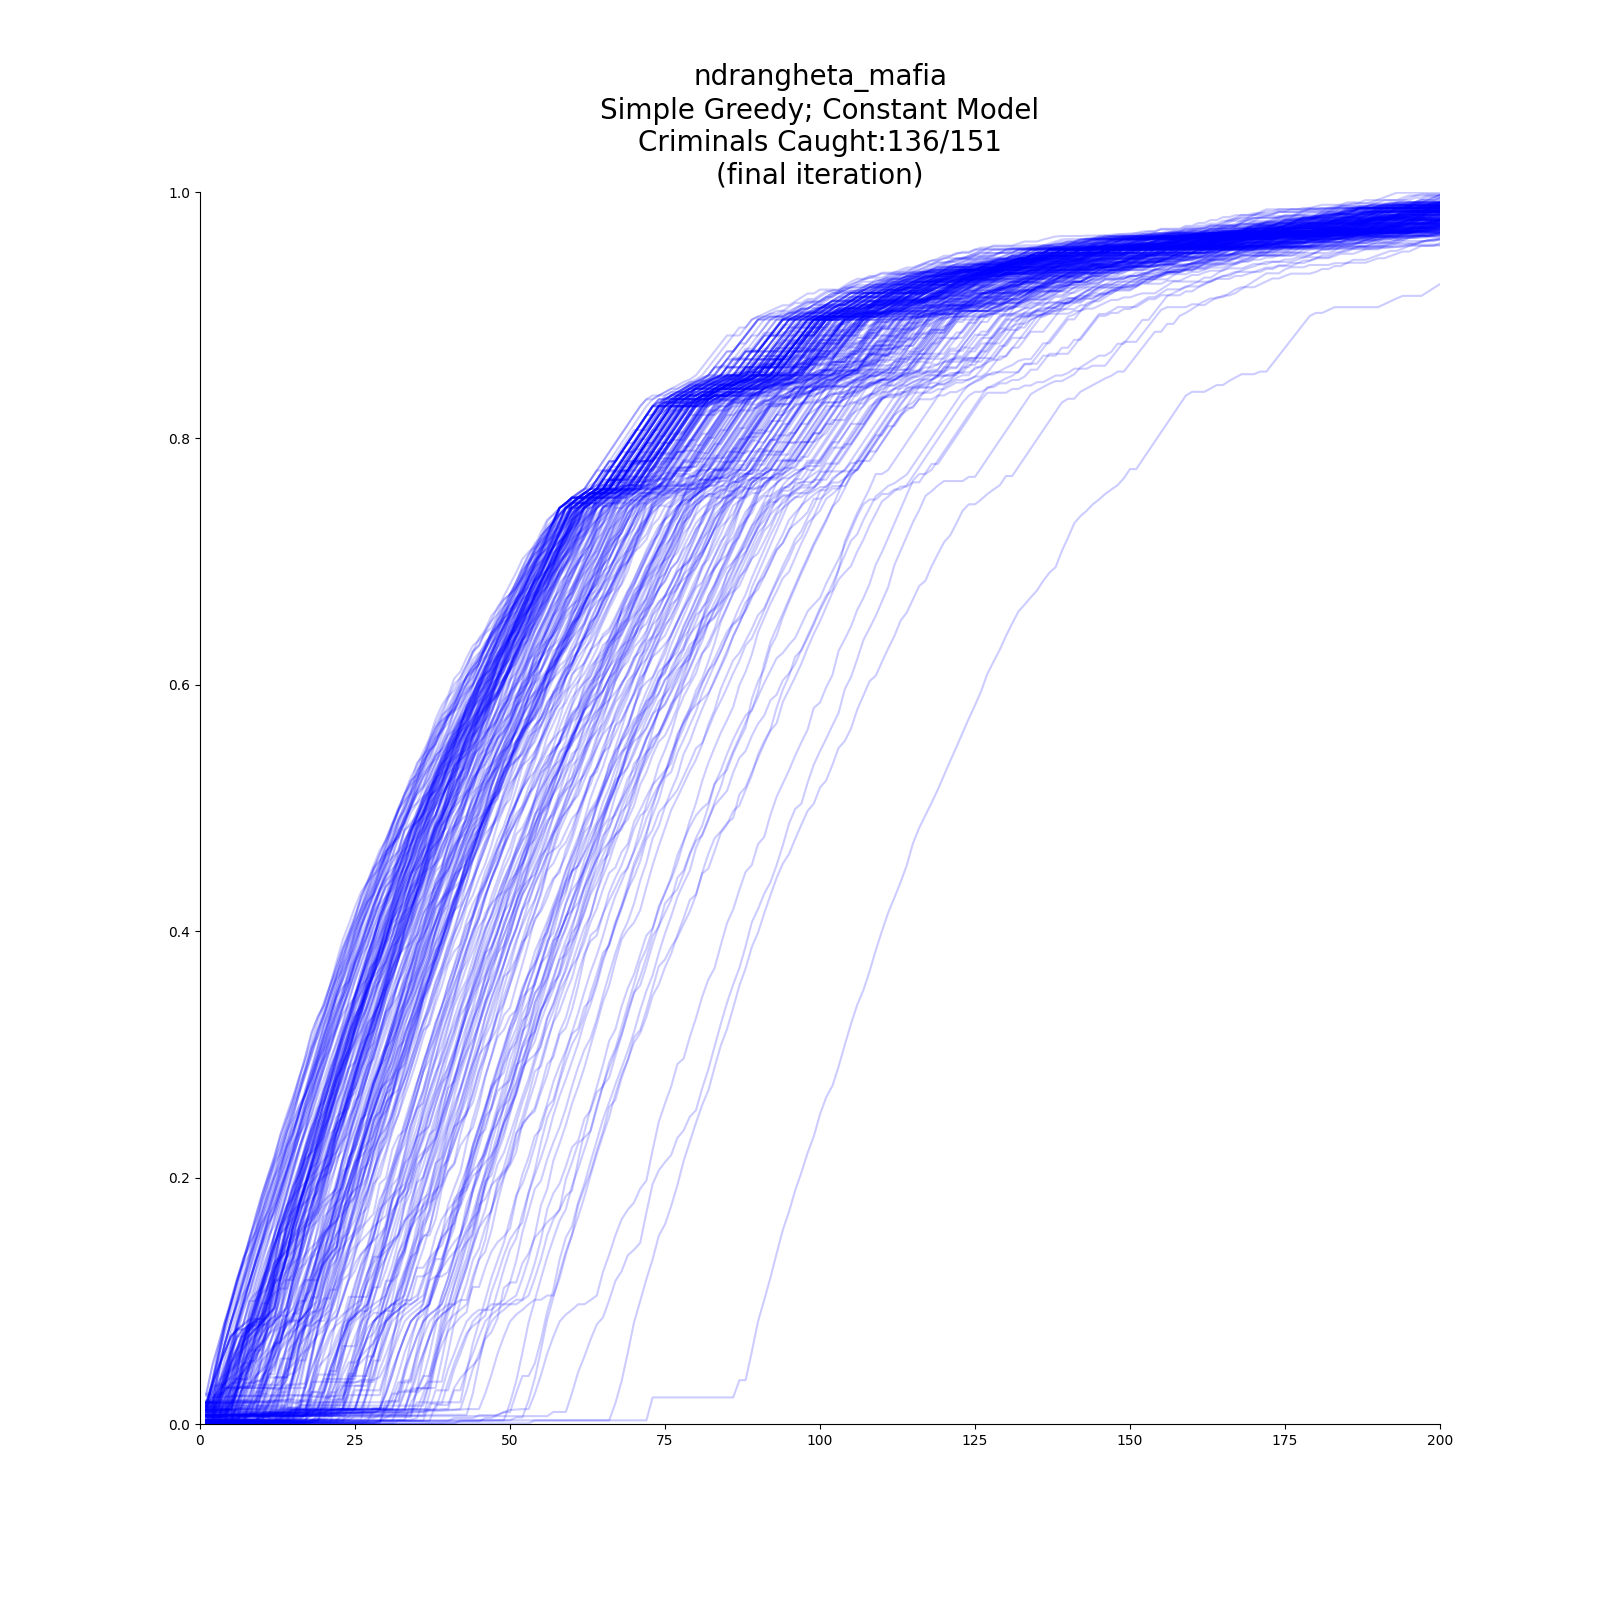 ndrangheta_mafia
Simple Greedy; Constant Model
Criminals Caught:136/151
(final iteration)
1.0
0.8
0.6
0.4
0.2
0.0
0 25 50 75 100 125 150 175 200